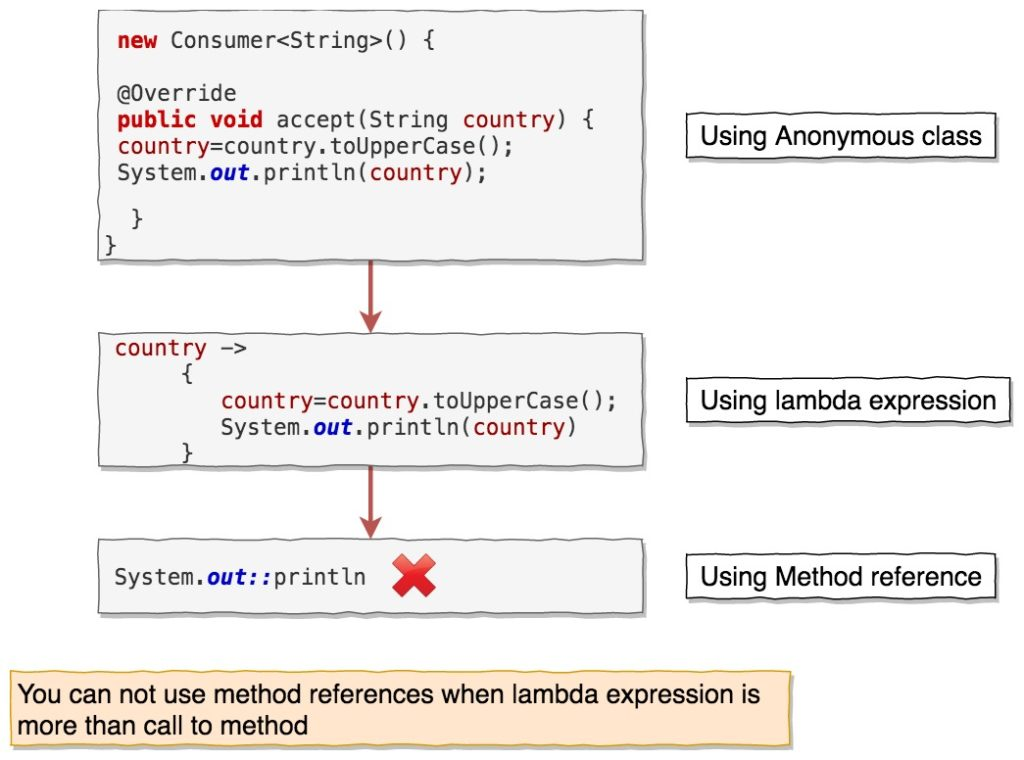 new Consumer<String>() {
@Override
public void accept(String country) {
country=country.toUpperCase();
System.out.println(country);
}
}
Using Anonymous class
country ->
{
country=country.toUpperCase();
System.out.println(country)
}
Using lambda expression
System.out::println
Using Method reference
You can not use method references when lambda expression is
more than call to method